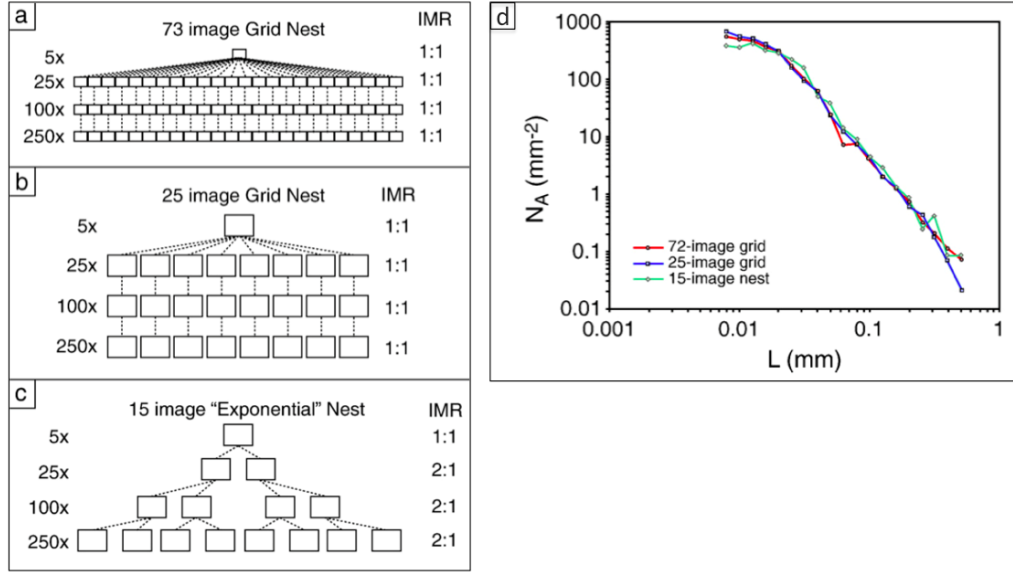 a
IMR
73 image Grid Nest
5x 1:1
25x 1:1
100x 1:1
250x 1:1
b
25 image Grid Nest IMR
5x 1:1
25x 1:1
100x 1:1
250x 1:1
c
15 image “Exponential” Nest IMR
5x 1:1
25x 2:1
100x 2:1
250x 2:1
d
1000
100
10
1
0.1
0.01
N_A (mm-2)
72-image grid
25-image grid
15-image nest
0.001 0.01 0.1 1
L (mm)